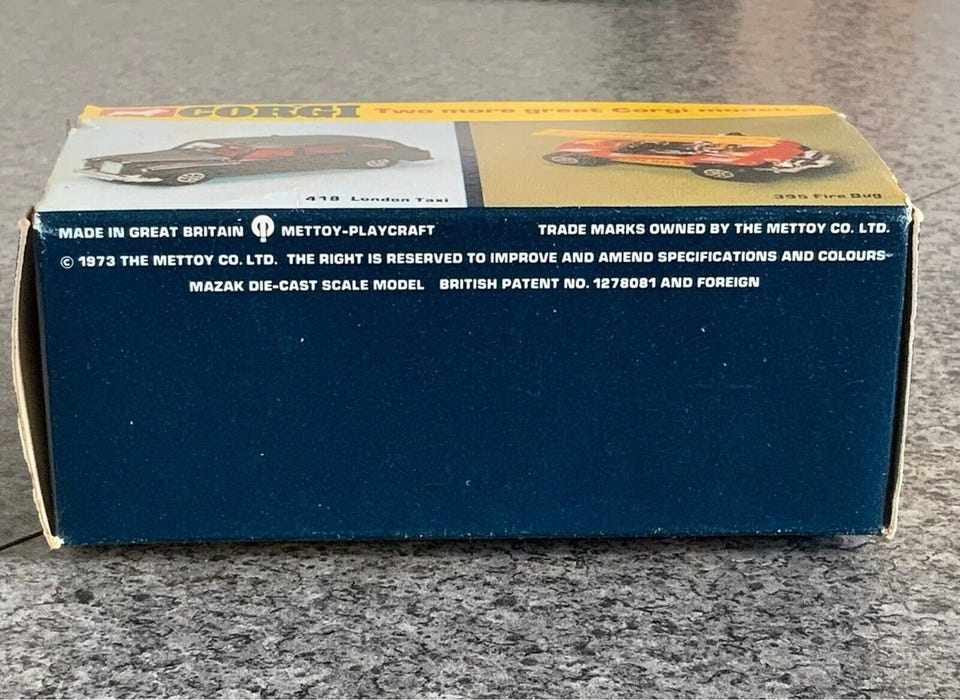 CORGI Two more great Corgi models
418 London Taxi
395 Fire Bug
MADE IN GREAT BRITAIN METTOY-PLAYCRAFT TRADE MARKS OWNED BY THE METTOY CO. LTD.
© 1973 THE METTOY CO. LTD. THE RIGHT IS RESERVED TO IMPROVE AND AMEND SPECIFICATIONS AND COLOURS
MAZAK DIE-CAST SCALE MODEL BRITISH PATENT NO. 1278081 AND FOREIGN